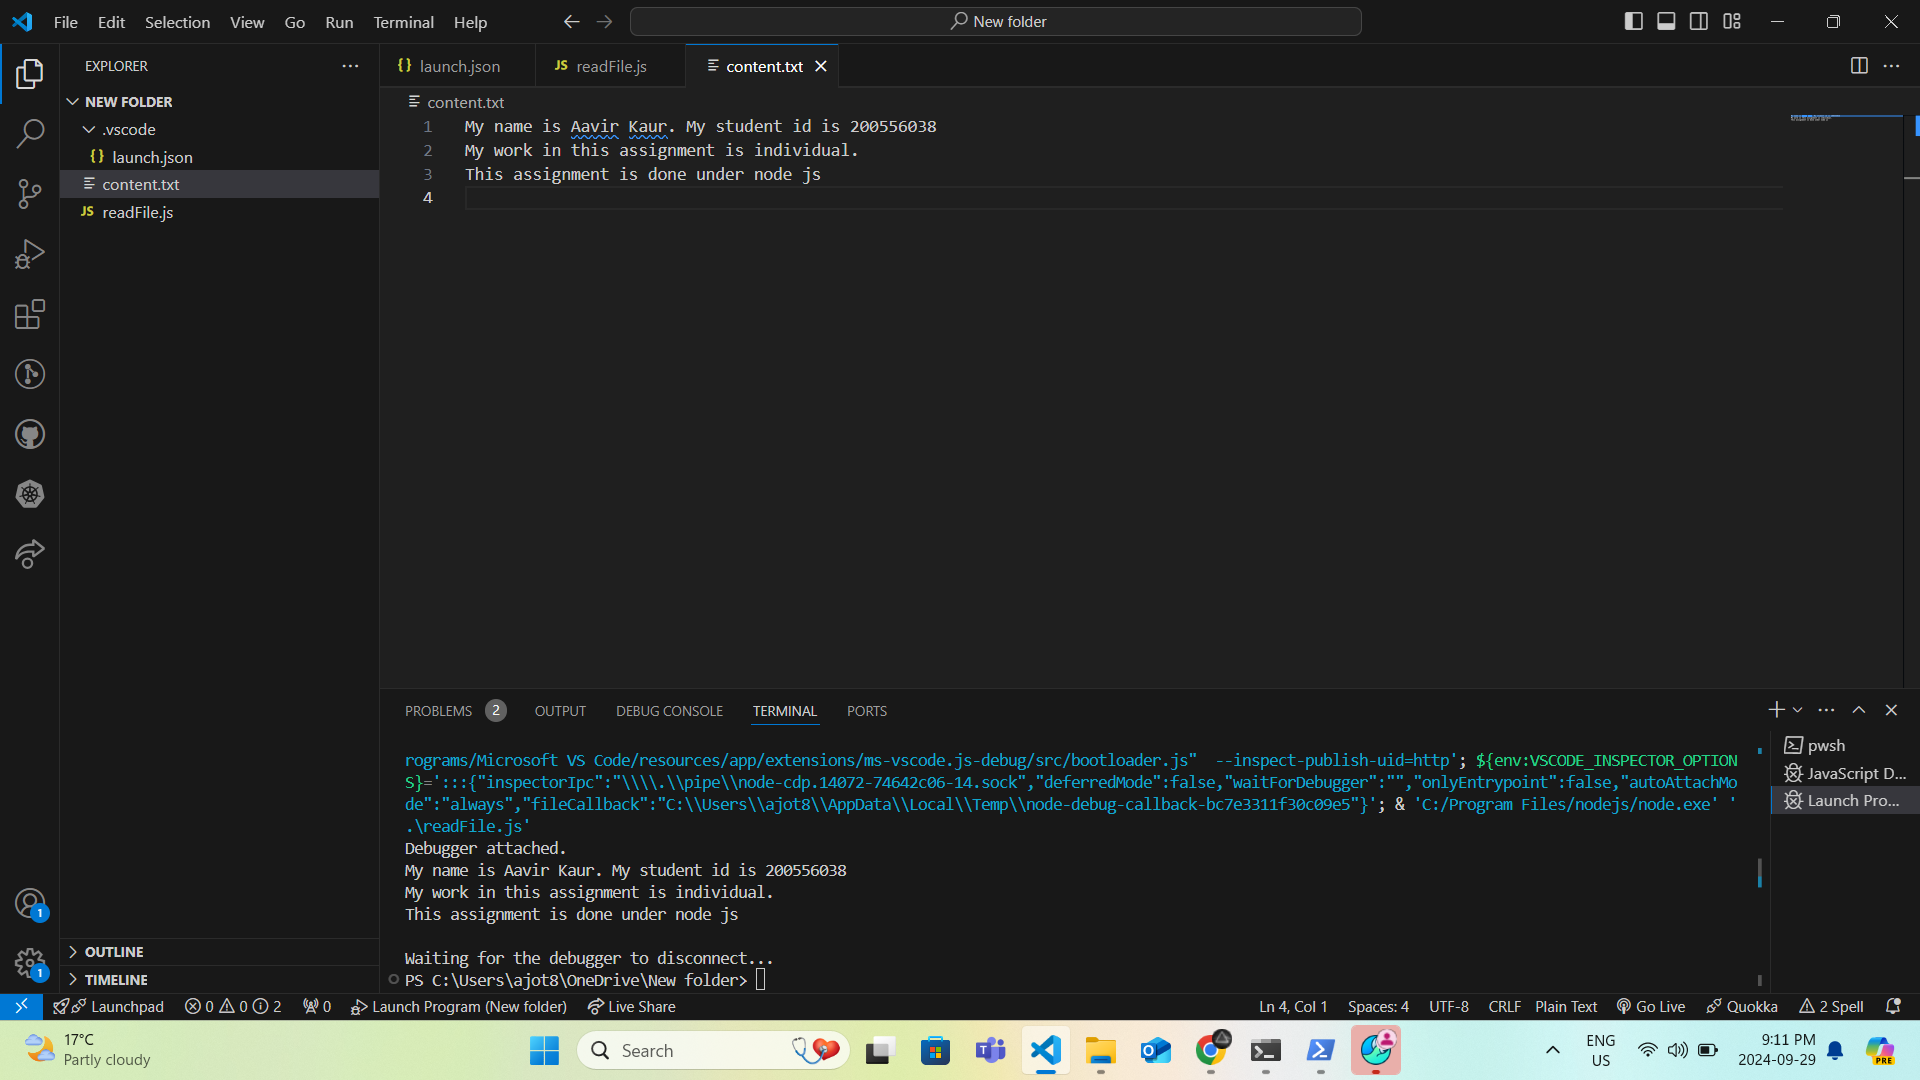 File Edit Selection View Go Run Terminal Help
New folder
EXPLORER
NEW FOLDER
.vscode
{} launch.json
content.txt
JS readFile.js
OUTLINE
TIMELINE
{} launch.json
JS readFile.js
content.txt
content.txt
1 My name is Aavir Kaur. My student id is 200556038
2 My work in this assignment is individual.
3 This assignment is done under node js
4
PROBLEMS 2 OUTPUT DEBUG CONSOLE TERMINAL PORTS
rograms/Microsoft VS Code/resources/app/extensions/ms-vscode.js-debug/src/bootloader.js"  --inspect-publish-uid=http'; ${env:VSCODE_INSPECTOR_OPTION
S}=':::{"inspectorIpc":"\\\\.\\pipe\\node-cdp.14072-74642c06-14.sock","deferredMode":false,"waitForDebugger":"","onlyEntrypoint":false,"autoAttachMo
de":"always","fileCallback":"C:\\Users\\ajot8\\AppData\\Local\\Temp\\node-debug-callback-bc7e3311f30c09e5"}'; & 'C:/Program Files/nodejs/node.exe' '
.\readFile.js'
Debugger attached.
My name is Aavir Kaur. My student id is 200556038
My work in this assignment is individual.
This assignment is done under node js
Waiting for the debugger to disconnect...
PS C:\Users\ajot8\OneDrive\New folder>
pwsh
JavaScript D...
Launch Pro...
1
1
Launchpad 0 0 2 0 Launch Program (New folder) Live Share
Ln 4, Col 1 Spaces: 4 UTF-8 CRLF Plain Text Go Live Quokka 2 Spell
17°C
Partly cloudy
Search
ENG
US
9:11 PM
2024-09-29
PRE